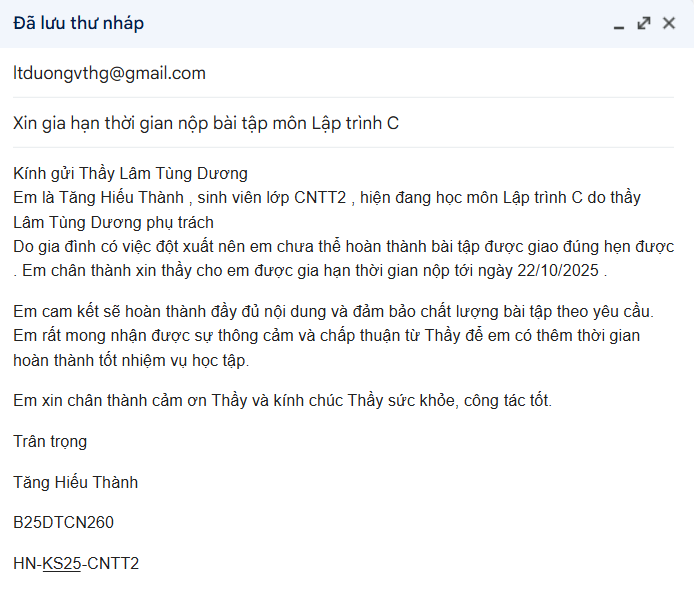 Đã lưu thư nháp
ltduongvthg@gmail.com
Xin gia hạn thời gian nộp bài tập môn Lập trình C
Kính gửi Thầy Lâm Tùng Dương
Em là Tăng Hiếu Thành , sinh viên lớp CNTT2 , hiện đang học môn Lập trình C do thầy
Lâm Tùng Dương phụ trách
Do gia đình có việc đột xuất nên em chưa thể hoàn thành bài tập được giao đúng hẹn được
. Em chân thành xin thầy cho em được gia hạn thời gian nộp tới ngày 22/10/2025 .
Em cam kết sẽ hoàn thành đầy đủ nội dung và đảm bảo chất lượng bài tập theo yêu cầu.
Em rất mong nhận được sự thông cảm và chấp thuận từ Thầy để em có thêm thời gian
hoàn thành tốt nhiệm vụ học tập.
Em xin chân thành cảm ơn Thầy và kính chúc Thầy sức khỏe, công tác tốt.
Trân trọng
Tăng Hiếu Thành
B25DTCN260
HN-KS25-CNTT2